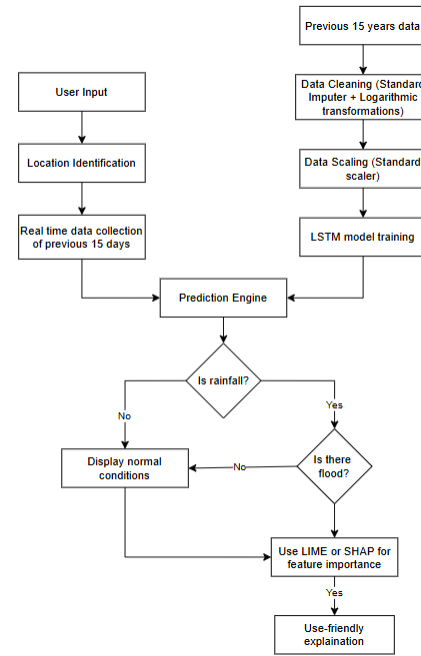 Previous 15 years data
User Input
Data Cleaning (Standard
Imputer + Logarithmic
transformations)
Location Identification
Data Scaling (Standard
scaler)
Real time data collection
of previous 15 days
LSTM model training
Prediction Engine
Is rainfall?
No
Yes
Display normal
conditions
No
Is there
flood?
Use LIME or SHAP for
feature importance
Yes
Use-friendly
explaination